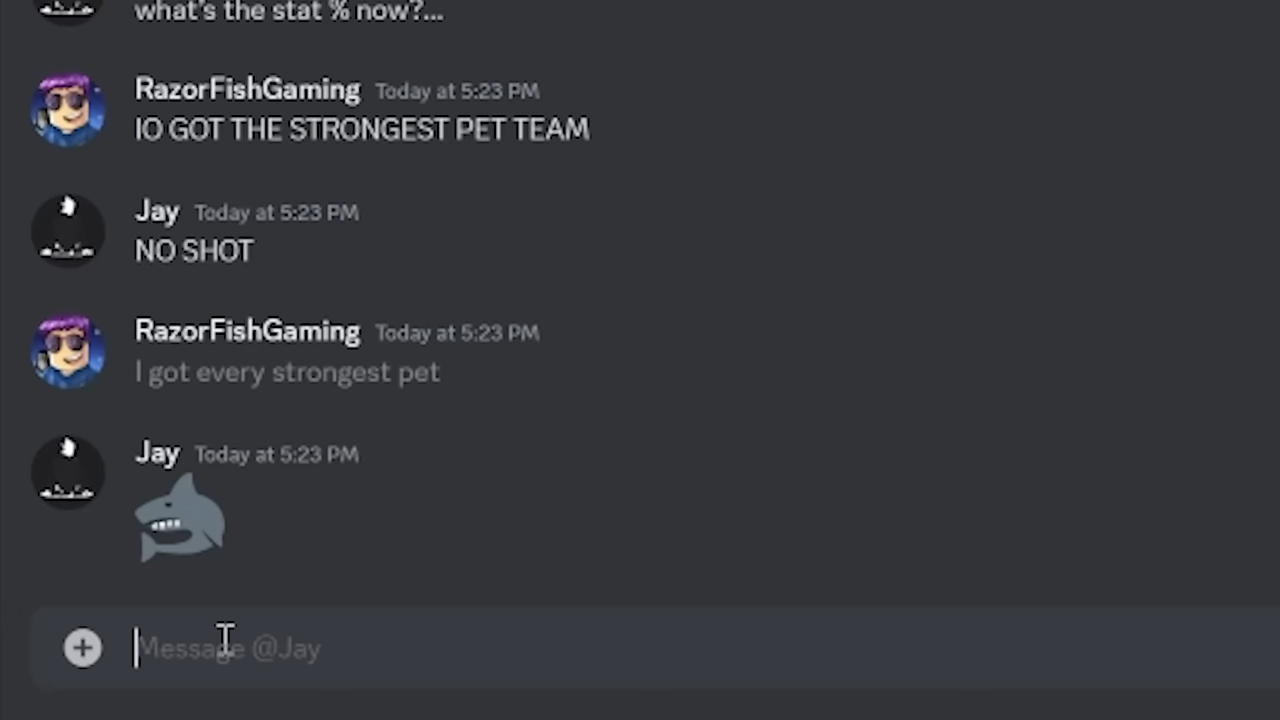 what's the stat % now?...
RazorFishGaming Today at 5:23 PM
IO GOT THE STRONGEST PET TEAM
Jay Today at 5:23 PM
NO SHOT
RazorFishGaming Today at 5:23 PM
I got every strongest pet
Jay Today at 5:23 PM
Message @Jay